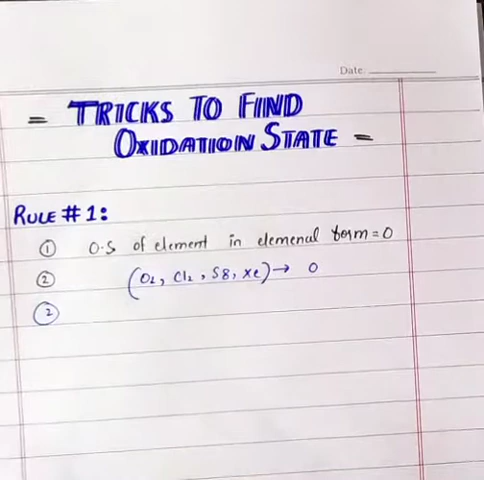 Date
= TRICKS TO FIND
OXIDATION STATE =
RULE # 1:
① O.S of element in elemenal form = 0
② (O2, Cl2, S8, Xe) → 0
②